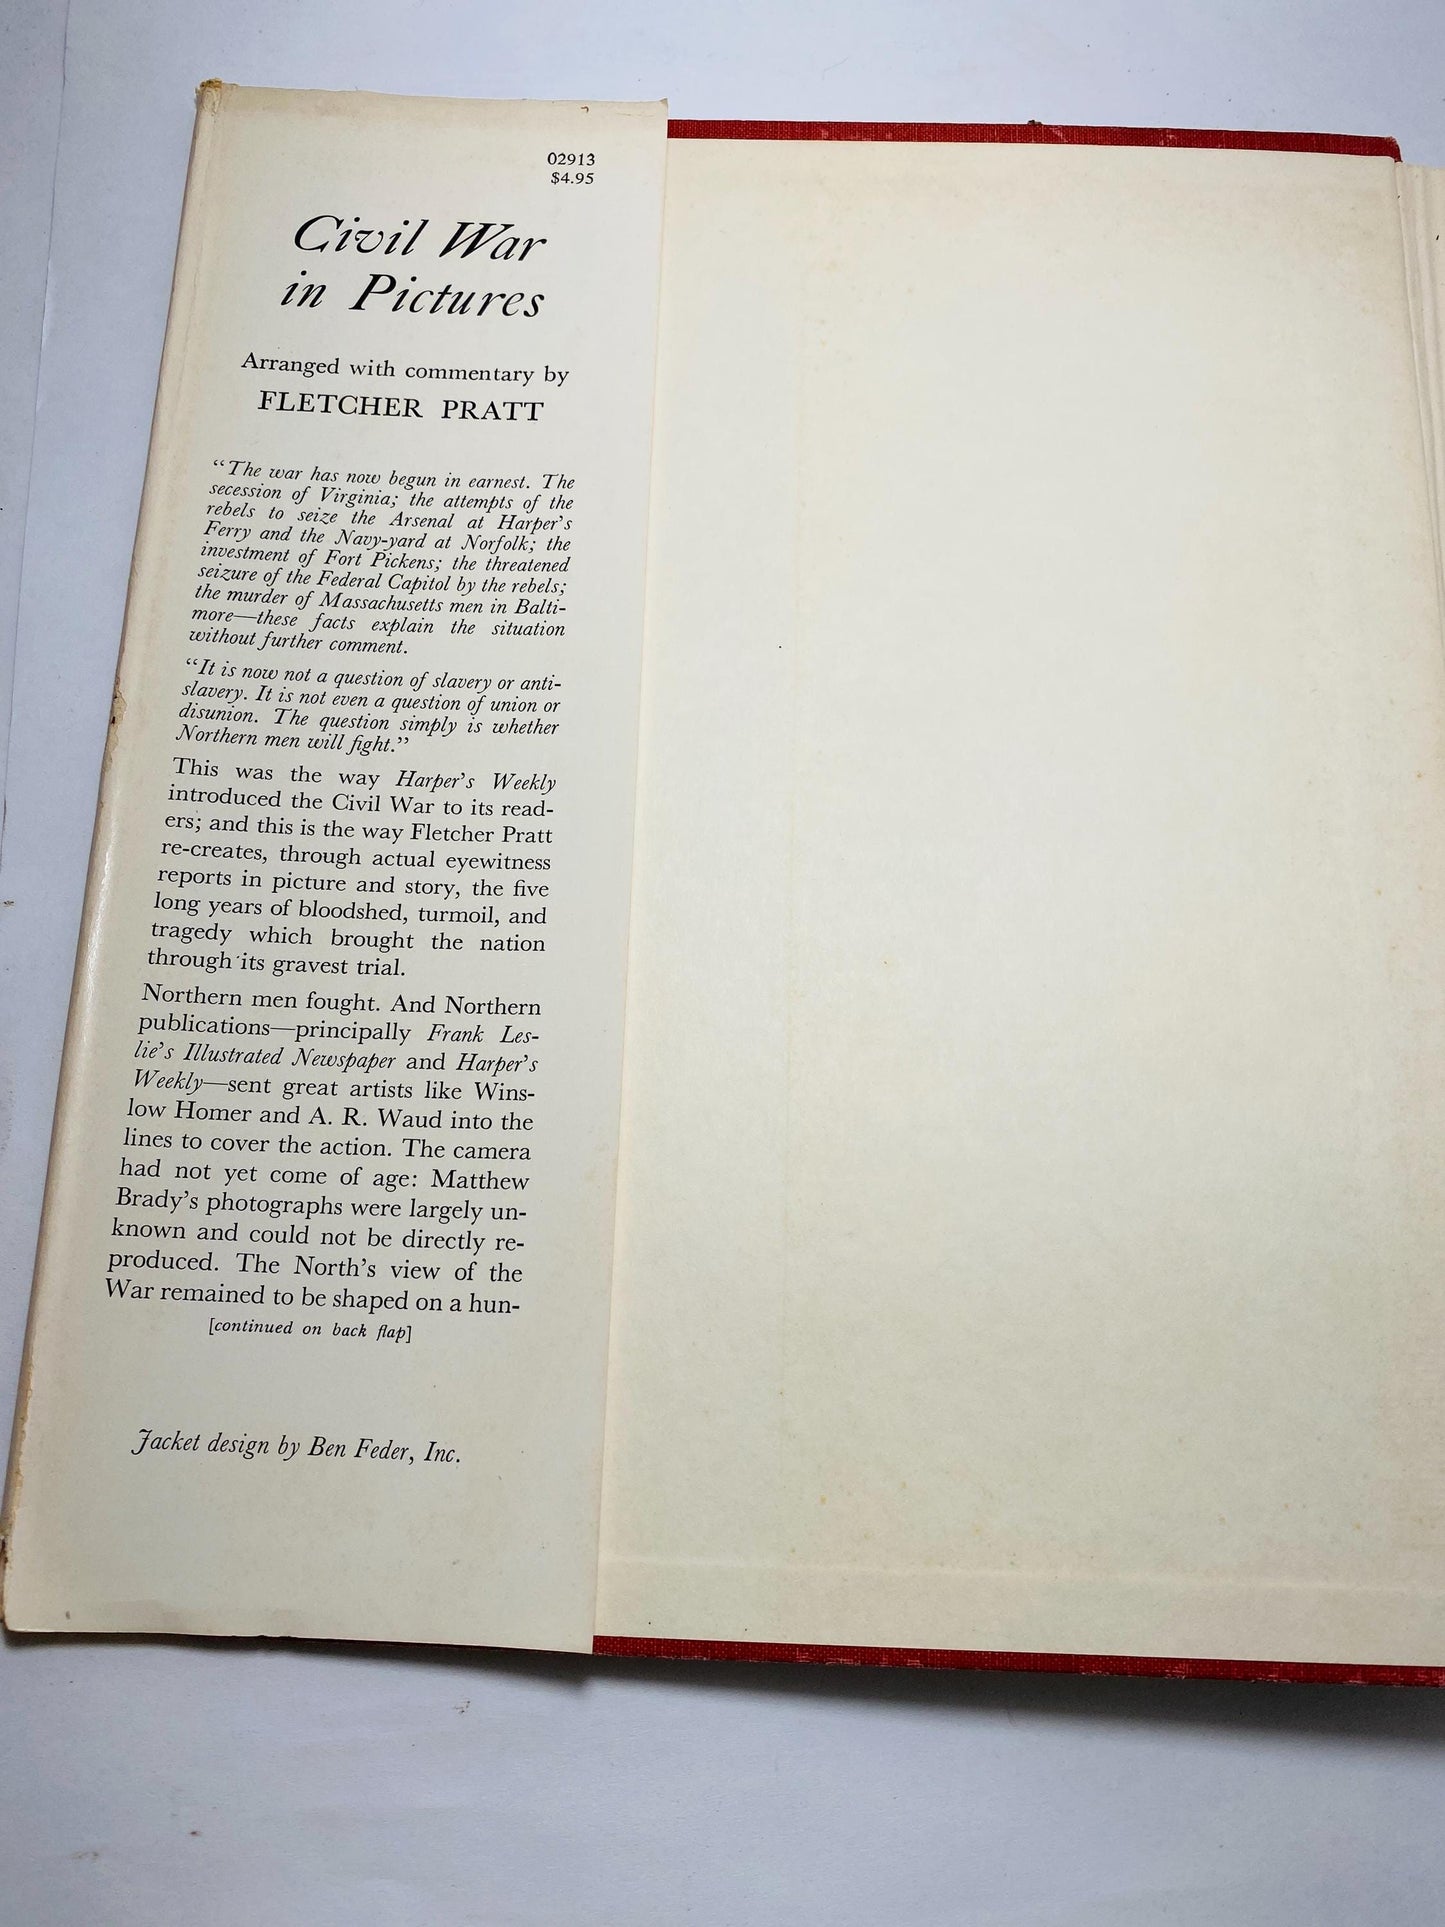 02913
$4.95
Civil War
in Pictures
Arranged with commentary by
FLETCHER PRATT
“The war has now begun in earnest. The
secession of Virginia; the attempts of the
rebels to seize the Arsenal at Harper’s
Ferry and the Navy-yard at Norfolk; the
investment of Fort Pickens; the threatened
seizure of the Federal Capitol by the rebels;
the murder of Massachusetts men in Balti-
more—these facts explain the situation
without further comment.
“It is now not a question of slavery or anti-
slavery. It is not even a question of union or
disunion. The question simply is whether
Northern men will fight.”
This was the way Harper’s Weekly
introduced the Civil War to its read-
ers; and this is the way Fletcher Pratt
re-creates, through actual eyewitness
reports in picture and story, the five
long years of bloodshed, turmoil, and
tragedy which brought the nation
through its gravest trial.
Northern men fought. And Northern
publications—principally Frank Les-
lie’s Illustrated Newspaper and Harper’s
Weekly—sent great artists like Wins-
low Homer and A. R. Waud into the
lines to cover the action. The camera
had not yet come of age: Matthew
Brady’s photographs were largely un-
known and could not be directly re-
produced. The North’s view of the
War remained to be shaped on a hun-
[continued on back flap]
Jacket design by Ben Feder, Inc.